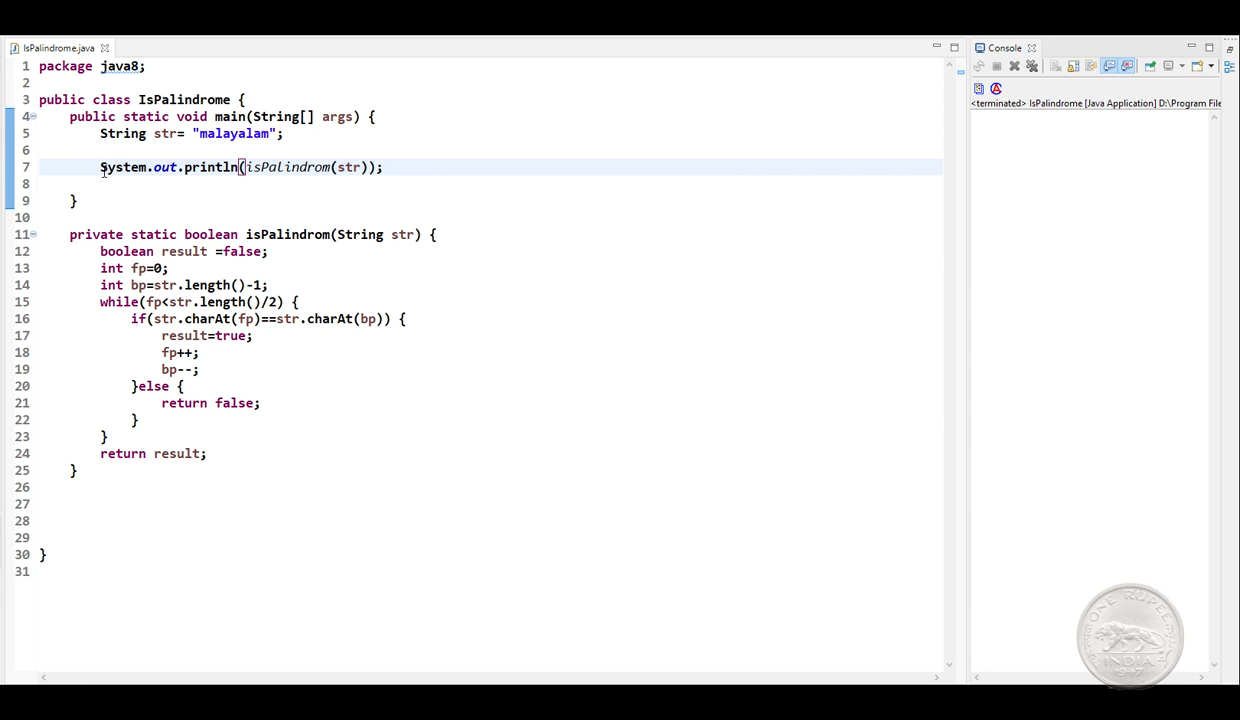 IsPalindrome.java
1 package java8;
2
3 public class IsPalindrome {
4 public static void main(String[] args) {
5 String str= "malayalam";
6
7 System.out.println(isPalindrom(str));
8
9 }
10
11 private static boolean isPalindrom(String str) {
12 boolean result =false;
13 int fp=0;
14 int bp=str.length()-1;
15 while(fp<str.length()/2) {
16 if(str.charAt(fp)==str.charAt(bp)) {
17 result=true;
18 fp++;
19 bp--;
20 }else {
21 return false;
22 }
23 }
24 return result;
25 }
26
27
28
29
30 }
31
Console
<terminated> IsPalindrome [Java Application] D:\Program File
ONE RUPEE
INDIA
1947